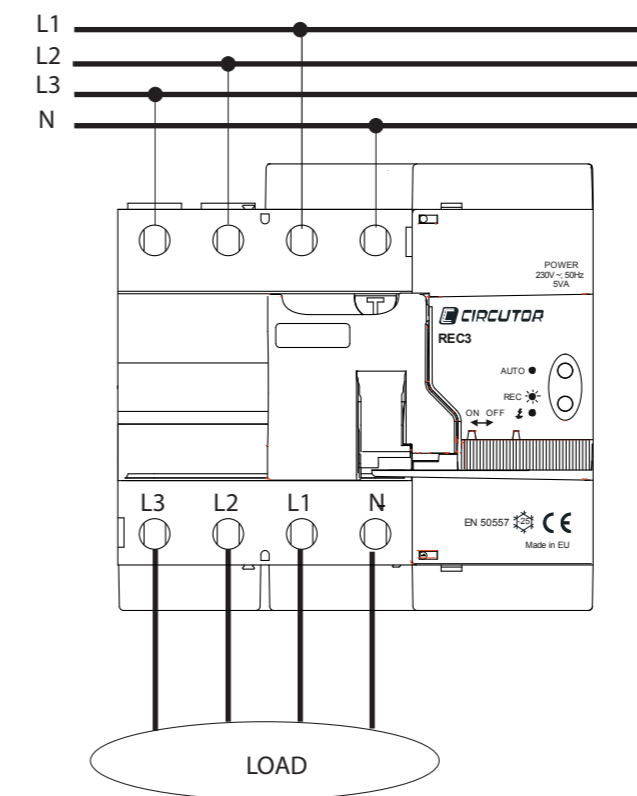 L1
L2
L3
N
POWER
230V ~; 50Hz
5VA
CIRCUTOR
REC3
AUTO
REC
ON OFF
T
L3 L2 L1 N
EN 50557 -25 CE
Made in EU
LOAD